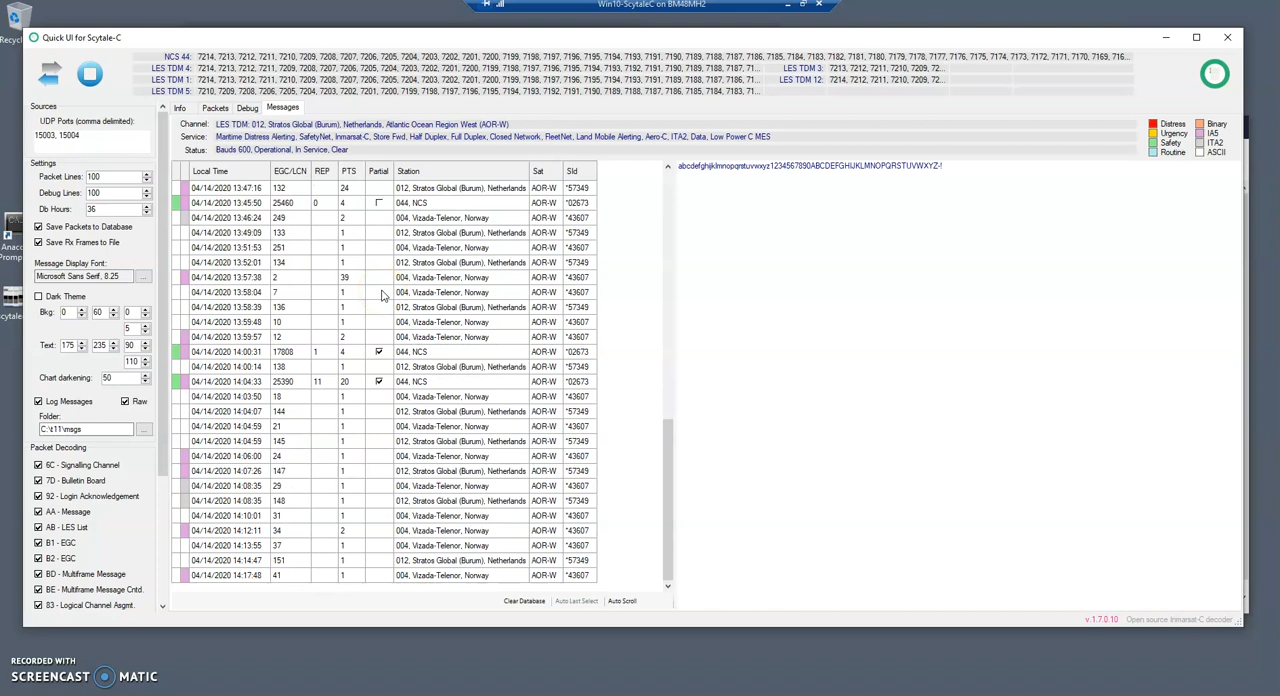 Win10-ScytaleC on BM48MH2
Recyc
Quick UI for Scytale-C
NCS 44: 7214, 7213, 7212, 7211, 7210, 7209, 7208, 7207, 7206, 7205, 7204, 7203, 7202, 7201, 7200, 7199, 7198, 7197, 7196, 7195, 7194, 7193, 7192, 7191, 7190, 7189, 7188, 7187, 7186, 7185, 7184, 7183, 7182, 7181, 7180, 7179, 7178, 7177, 7176, 7175, 7174, 7173, 7172, 7171, 7170, 7169, 716...
LES TDM 4: 7214, 7213, 7212, 7211, 7210, 7209, 7208, 7207, 7206, 7205, 7204, 7203, 7202, 7201, 7200, 7199, 7198, 7197, 7196, 7195, 7194, 7193, 7192, 7191, 7190, 7189, 7188, 7187, 71... LES TDM 3: 7213, 7212, 7211, 7210, 7209, 72...
LES TDM 1: 7214, 7213, 7212, 7211, 7210, 7209, 7208, 7207, 7206, 7205, 7204, 7203, 7202, 7201, 7200, 7199, 7198, 7197, 7196, 7195, 7194, 7193, 7191, 7190, 7189, 7188, 7187, 7186, 71... LES TDM 12: 7214, 7212, 7211, 7210, 7209, 72...
LES TDM 5: 7210, 7209, 7208, 7207, 7206, 7205, 7204, 7203, 7202, 7201, 7200, 7199, 7198, 7197, 7196, 7195, 7194, 7193, 7192, 7191, 7190, 7189, 7188, 7187, 7186, 7185, 7184, 7183, 71...
1
Sources
UDP Ports (comma delimited):
15003, 15004
Settings
Packet Lines: 100
Debug Lines: 100
Db Hours: 36
Save Packets to Database
Save Rx Frames to File
Message Display Font:
Microsoft Sans Serif, 8.25 ...
Dark Theme
Bkg: 0 60 0
5
Text: 175 235 90
110
Chart darkening: 50
Log Messages Raw
Folder:
C:\t11\msgs ...
Packet Decoding
6C - Signalling Channel
7D - Bulletin Board
92 - Login Acknowledgement
AA - Message
AB - LES List
B1 - EGC
B2 - EGC
BD - Multiframe Message
BE - Multiframe Message Cntd.
83 - Logical Channel Asgmt.
Anaco
Promp
scytale
Info Packets Debug Messages
Channel: LES TDM: 012, Stratos Global (Burum), Netherlands, Atlantic Ocean Region West (AOR-W)
Service: Maritime Distress Alerting, SafetyNet, Inmarsat-C, Store Fwd, Half Duplex, Full Duplex, Closed Network, FleetNet, Land Mobile Alerting, Aero-C, ITA2, Data, Low Power C MES
Status: Bauds 600, Operational, In Service, Clear
Distress Binary
Urgency IA5
Safety ITA2
Routine ASCII
Local Time EGC/LCN REP PTS Partial Station Sat SId
04/14/2020 13:47:16 132 24 012, Stratos Global (Burum), Netherlands AOR-W *57349
04/14/2020 13:45:50 25460 0 4 044, NCS AOR-W *02673
04/14/2020 13:46:24 249 2 004, Vizada-Telenor, Norway AOR-W *43607
04/14/2020 13:49:09 133 1 012, Stratos Global (Burum), Netherlands AOR-W *57349
04/14/2020 13:51:53 251 1 004, Vizada-Telenor, Norway AOR-W *43607
04/14/2020 13:52:01 134 1 012, Stratos Global (Burum), Netherlands AOR-W *57349
04/14/2020 13:57:38 2 39 004, Vizada-Telenor, Norway AOR-W *43607
04/14/2020 13:58:04 7 1 004, Vizada-Telenor, Norway AOR-W *43607
04/14/2020 13:58:39 136 1 012, Stratos Global (Burum), Netherlands AOR-W *57349
04/14/2020 13:59:48 10 1 004, Vizada-Telenor, Norway AOR-W *43607
04/14/2020 13:59:57 12 2 004, Vizada-Telenor, Norway AOR-W *43607
04/14/2020 14:00:31 17808 1 4 044, NCS AOR-W *02673
04/14/2020 14:00:14 138 1 012, Stratos Global (Burum), Netherlands AOR-W *57349
04/14/2020 14:04:33 25390 11 20 044, NCS AOR-W *02673
04/14/2020 14:03:50 18 1 004, Vizada-Telenor, Norway AOR-W *43607
04/14/2020 14:04:07 144 1 012, Stratos Global (Burum), Netherlands AOR-W *57349
04/14/2020 14:04:59 21 1 004, Vizada-Telenor, Norway AOR-W *43607
04/14/2020 14:04:59 145 1 012, Stratos Global (Burum), Netherlands AOR-W *57349
04/14/2020 14:06:00 24 1 004, Vizada-Telenor, Norway AOR-W *43607
04/14/2020 14:07:26 147 1 012, Stratos Global (Burum), Netherlands AOR-W *57349
04/14/2020 14:08:35 29 1 004, Vizada-Telenor, Norway AOR-W *43607
04/14/2020 14:08:35 148 1 012, Stratos Global (Burum), Netherlands AOR-W *57349
04/14/2020 14:10:01 31 1 004, Vizada-Telenor, Norway AOR-W *43607
04/14/2020 14:12:11 34 2 004, Vizada-Telenor, Norway AOR-W *43607
04/14/2020 14:13:55 37 1 004, Vizada-Telenor, Norway AOR-W *43607
04/14/2020 14:14:47 151 1 012, Stratos Global (Burum), Netherlands AOR-W *57349
04/14/2020 14:17:48 41 1 004, Vizada-Telenor, Norway AOR-W *43607
Clear Database Auto Last Select Auto Scroll
abcdefghijklmnopqrstuvwxyz1234567890ABCDEFGHIJKLMNOPQRSTUVWXYZ-!
v.1.7.0.10 Open source Inmarsat-C decoder
RECORDED WITH
SCREENCAST MATIC